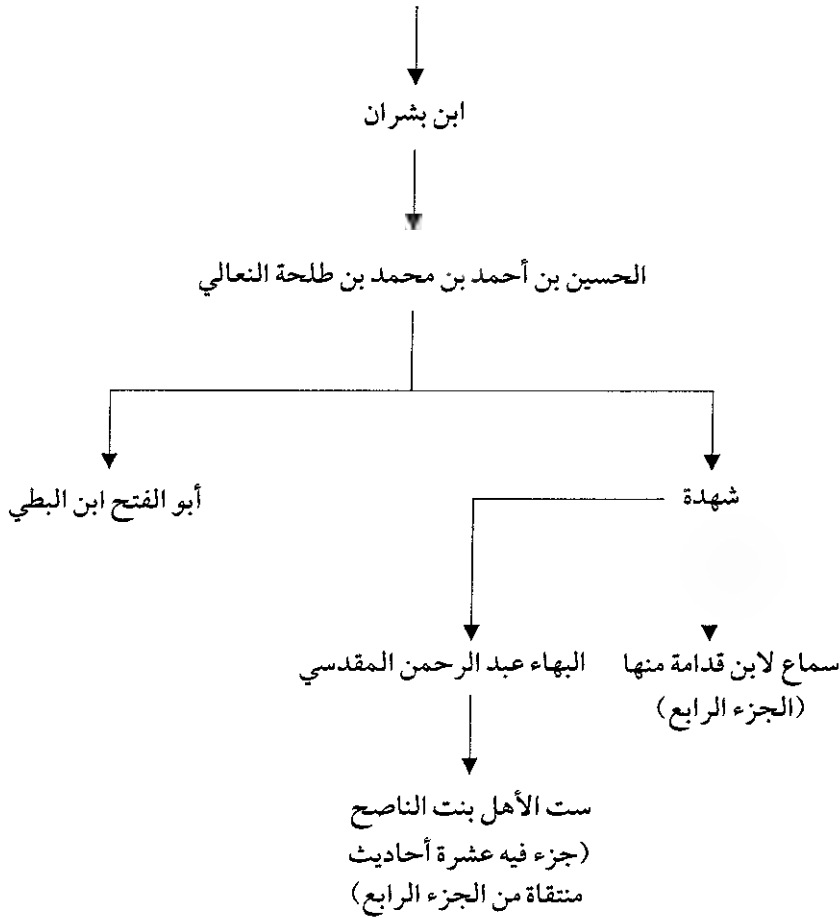 ابن بشران
الحسين بن أحمد بن محمد بن طلحة النعالي
شهدة
أبو الفتح ابن البطي
سماع لابن قدامة منها
(الجزء الرابع)
البهاء عبد الرحمن المقدسي
ست الأهل بنت الناصح
(جزء فيه عشرة أحاديث
منتقاة من الجزء الرابع)